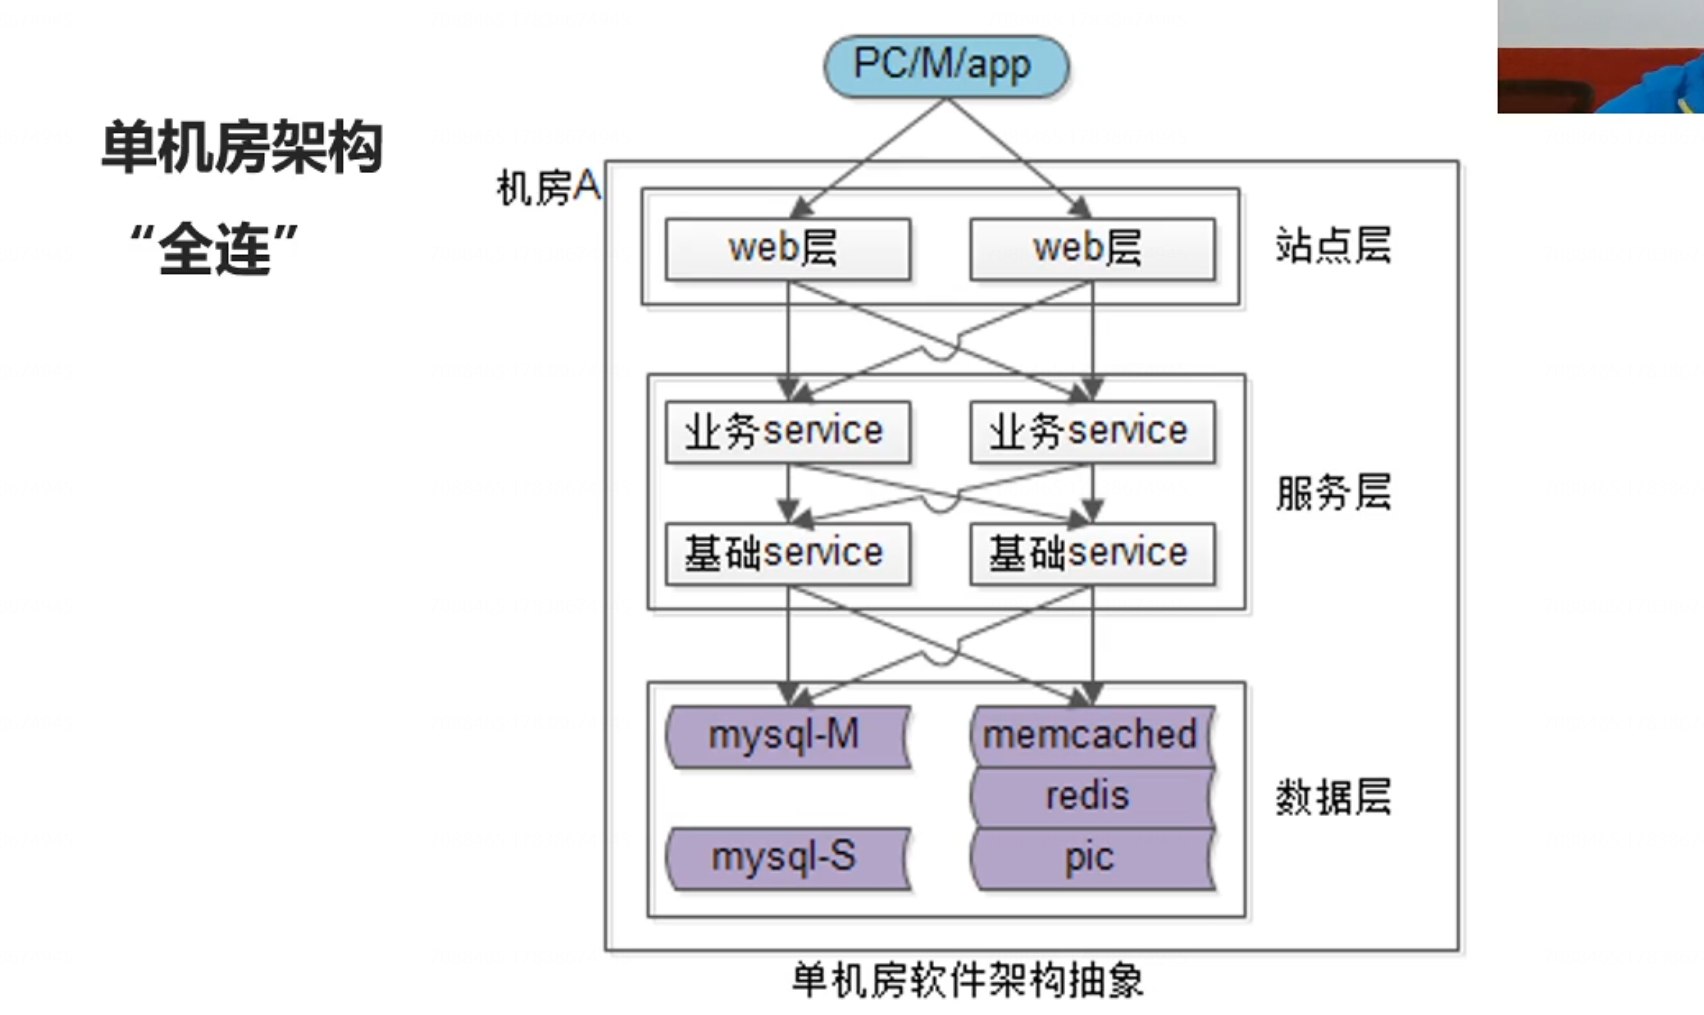 PC/M/app
单机房架构
“全连”
机房A
web层
web层
站点层
业务service
业务service
服务层
基础service
基础service
mysql-M
memcached
redis
数据层
mysql-S
pic
单机房软件架构抽象